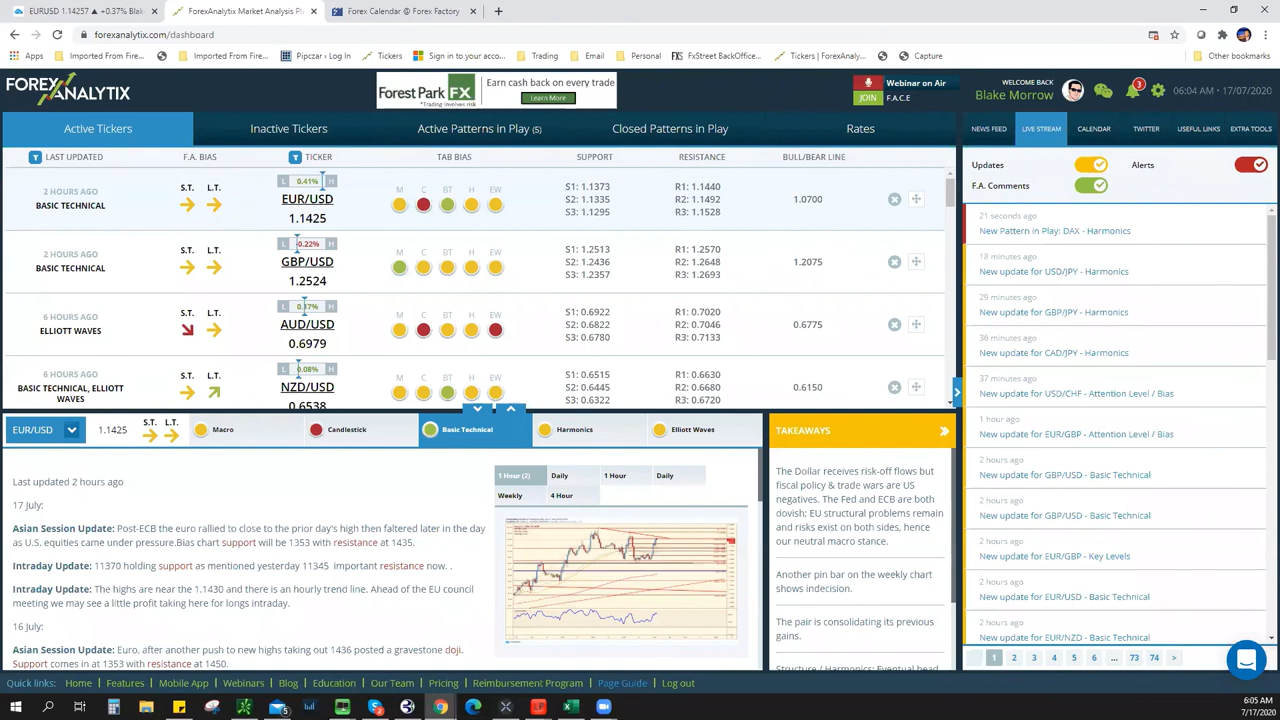 EURUSD 1.14257 ▲ +0.37% Blake
ForexAnalytix Market Analysis Pl
Forex Calendar @ Forex Factory
forexanalytix.com/dashboard
Apps
Imported From Fire...
Imported From Fire...
Pipczar › Log In
Tickers
Sign in to your acco...
Trading
Email
Personal
FxStreet BackOffice...
Tickers | ForexAnaly...
Capture
Other bookmarks
FOREX
ANALYTIX
Forest Park FX
*Trading involves risk
Earn cash back on every trade
Learn More
Webinar on Air
JOIN F.A.C.E
WELCOME BACK
Blake Morrow
3
06:04 AM - 17/07/2020
Active Tickers
Inactive Tickers
Active Patterns in Play (5)
Closed Patterns in Play
Rates
LAST UPDATED
F.A. BIAS
TICKER
TAB BIAS
SUPPORT
RESISTANCE
BULL/BEAR LINE
2 HOURS AGO
BASIC TECHNICAL
S.T. L.T.
L 0.41% H
EUR/USD
1.1425
M C BT H EW
S1: 1.1373
S2: 1.1335
S3: 1.1295
R1: 1.1440
R2: 1.1492
R3: 1.1528
1.0700
2 HOURS AGO
BASIC TECHNICAL
S.T. L.T.
L -0.22% H
GBP/USD
1.2524
M C BT H EW
S1: 1.2513
S2: 1.2436
S3: 1.2357
R1: 1.2570
R2: 1.2648
R3: 1.2693
1.2075
6 HOURS AGO
ELLIOTT WAVES
S.T. L.T.
L 0.17% H
AUD/USD
0.6979
M C BT H EW
S1: 0.6922
S2: 0.6822
S3: 0.6780
R1: 0.7020
R2: 0.7046
R3: 0.7133
0.6775
6 HOURS AGO
BASIC TECHNICAL, ELLIOTT
WAVES
S.T. L.T.
L 0.08% H
NZD/USD
0.6538
M C BT H EW
S1: 0.6515
S2: 0.6445
S3: 0.6322
R1: 0.6630
R2: 0.6680
R3: 0.6720
0.6150
EUR/USD
1.1425
S.T. L.T.
Macro
Candlestick
Basic Technical
Harmonics
Elliott Waves
Last updated 2 hours ago
17 July:
Asian Session Update: Post-ECB the euro rallied to close to the prior day's high then faltered later in the day
as U.S. equities came under pressure.Bias chart support will be 1353 with resistance at 1435.
Intraday Update: 11370 holding support as mentioned yesterday 11345 important resistance now. .
Intraday Update: The highs are near the 1.1430 and there is an hourly trend line. Ahead of the EU council
meeting we may see a little profit taking here for longs intraday.
16 July:
Asian Session Update: Euro, after another push to new highs taking out 1436 posted a gravestone doji.
Support comes in at 1353 with resistance at 1450.
1 Hour (2)
Daily
1 Hour
Daily
Weekly
4 Hour
TAKEAWAYS
The Dollar receives risk-off flows but
fiscal policy & trade wars are US
negatives. The Fed and ECB are both
dovish; EU structural problems remain
and risks exist on both sides, hence
our neutral macro stance.
Another pin bar on the weekly chart
shows indecision.
The pair is consolidating its previous
gains.
Structure / Harmonics: Eventual head
NEWS FEED
LIVE STREAM
CALENDAR
TWITTER
USEFUL LINKS
EXTRA TOOLS
Updates
Alerts
F.A. Comments
21 seconds ago
New Pattern in Play: DAX - Harmonics
18 minutes ago
New update for USD/JPY - Harmonics
29 minutes ago
New update for GBP/JPY - Harmonics
36 minutes ago
New update for CAD/JPY - Harmonics
37 minutes ago
New update for USD/CHF - Attention Level / Bias
1 hour ago
New update for EUR/GBP - Attention Level / Bias
2 hours ago
New update for GBP/USD - Basic Technical
2 hours ago
New update for GBP/USD - Basic Technical
2 hours ago
New update for EUR/GBP - Key Levels
2 hours ago
New update for EUR/USD - Basic Technical
2 hours ago
New update for EUR/NZD - Basic Technical
1 2 3 4 5 6 ... 73 74 >
Quick links: Home | Features | Mobile App | Webinars | Blog | Education | Our Team | Pricing | Reimbursement Program | Page Guide | Log out
6:05 AM
7/17/2020